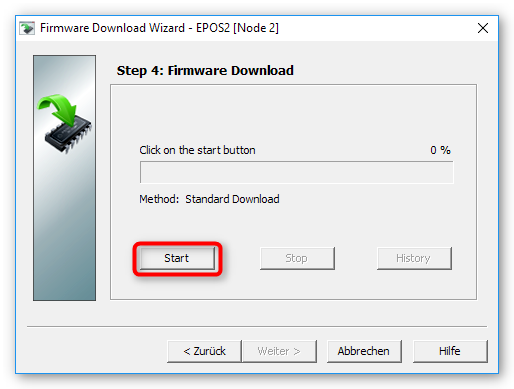 Firmware Download Wizard - EPOS2 [Node 2]
Step 4: Firmware Download
Click on the start button 0 %
Method: Standard Download
Start Stop History
< Zurück Weiter > Abbrechen Hilfe